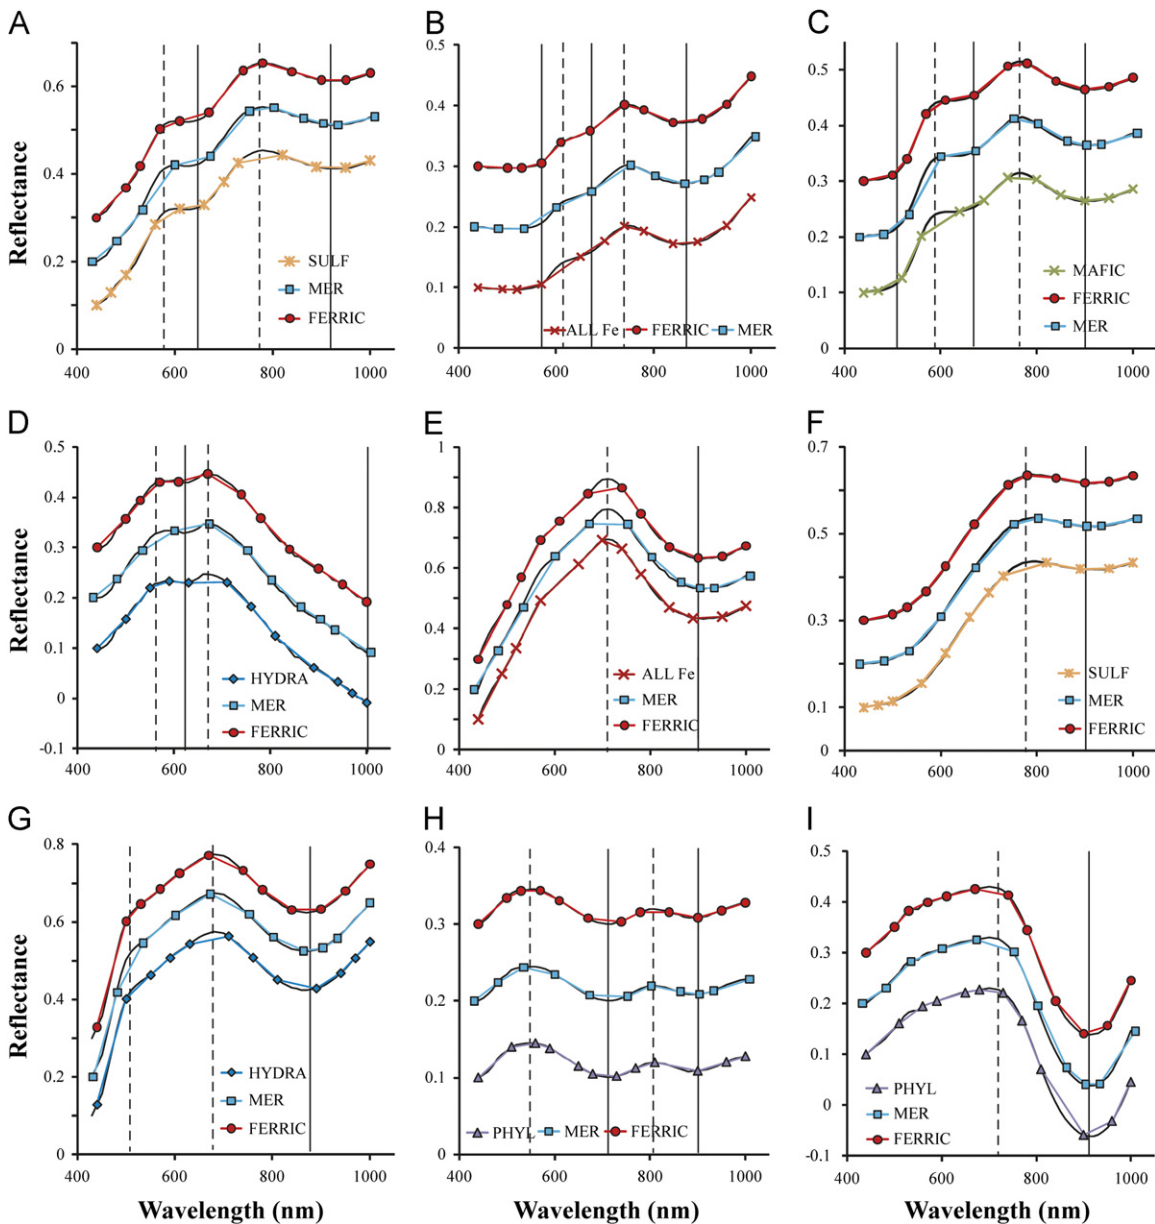 A
B
C
0.6
0.4
0.2
0
0.5
0.4
0.3
0.2
0.1
0
0.5
0.4
0.3
0.2
0.1
0
Reflectance
SULF
MER
FERRIC
ALL Fe FERRIC MER
MAFIC
FERRIC
MER
400 600 800 1000
400 600 800 1000
400 600 800 1000
D
E
F
0.5
0.4
0.3
0.2
0.1
0
-0.1
1
0.8
0.6
0.4
0.2
0
0.7
0.5
0.3
0.1
0
Reflectance
HYDRA
MER
FERRIC
ALL Fe
MER
FERRIC
SULF
MER
FERRIC
400 600 800 1000
400 600 800 1000
400 600 800 1000
G
H
I
0.8
0.6
0.4
0.2
0
0.4
0.3
0.2
0.1
0
0.5
0.4
0.3
0.2
0.1
0
-0.1
Reflectance
HYDRA
MER
FERRIC
PHYL MER FERRIC
PHYL
MER
FERRIC
400 600 800 1000
400 600 800 1000
400 600 800 1000
Wavelength (nm)
Wavelength (nm)
Wavelength (nm)